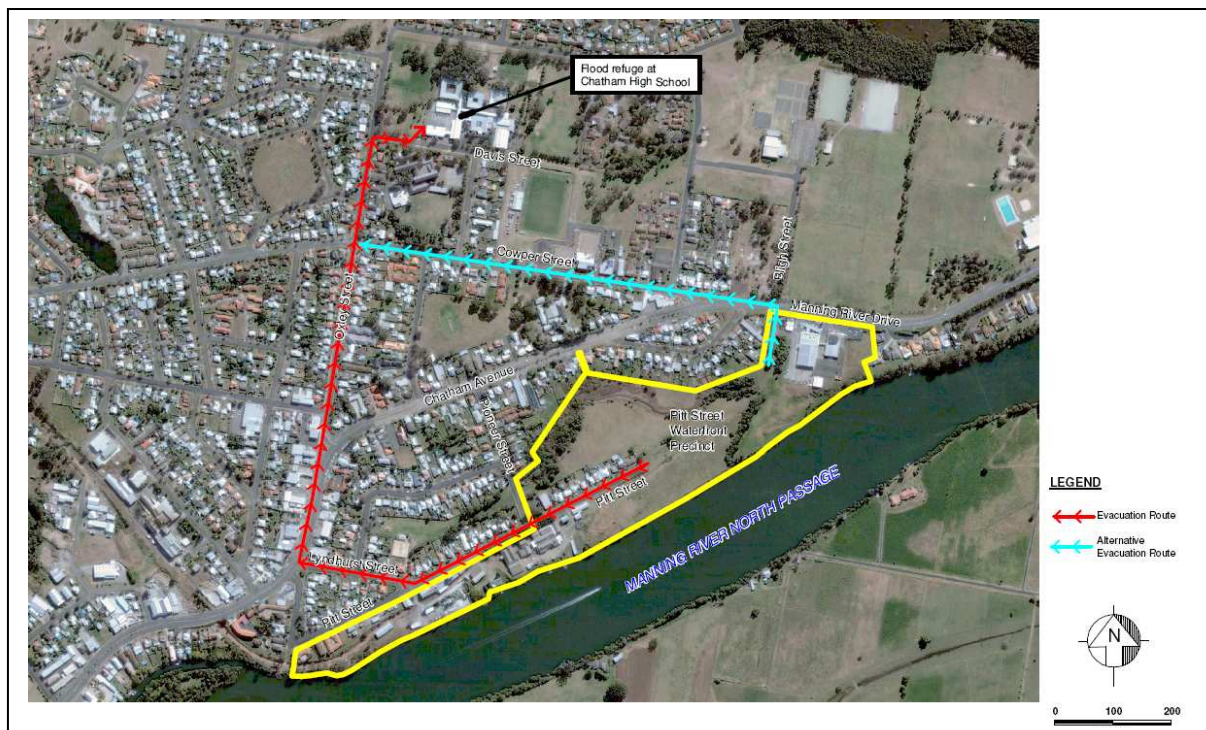 Flood refuge at
Chatham High School
Davis Street
Cowper Street
Bligh Street
Manning River Drive
Oxley Street
Chatham Avenue
Pioneer Street
Pitt Street
Waterfront
Precinct
Pitt Street
MANNING RIVER NORTH PASSAGE
Lyndhurst Street
Pitt Street
LEGEND
Evacuation Route
Alternative
Evacuation Route
N
0 100 200